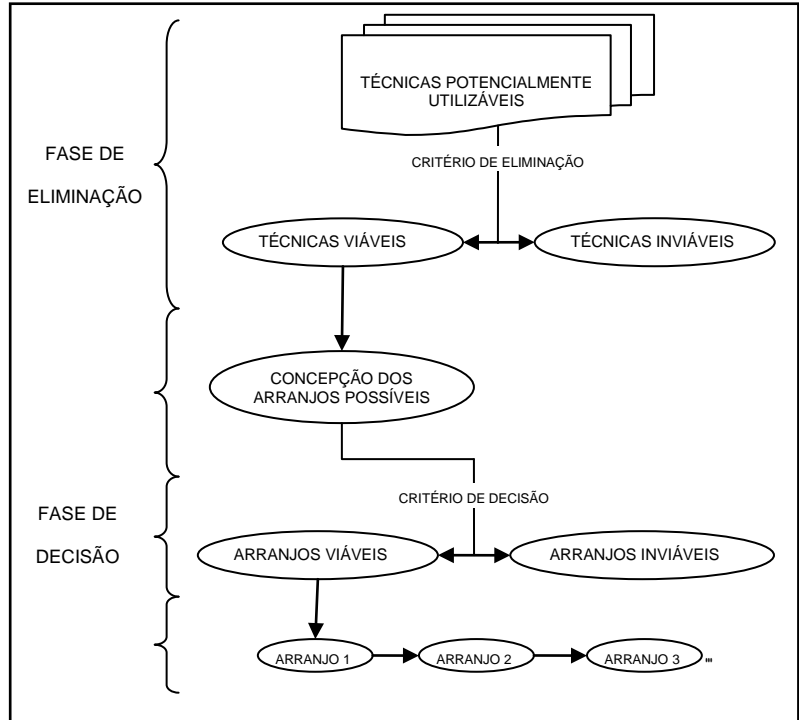 TÉCNICAS POTENCIALMENTE
UTILIZÁVEIS
CRITÉRIO DE ELIMINAÇÃO
FASE DE
ELIMINAÇÃO
TÉCNICAS VIÁVEIS
TÉCNICAS INVIÁVEIS
CONCEPÇÃO DOS
ARRANJOS POSSÍVEIS
CRITÉRIO DE DECISÃO
FASE DE
DECISÃO
ARRANJOS VIÁVEIS
ARRANJOS INVIÁVEIS
ARRANJO 1
ARRANJO 2
ARRANJO 3 ...